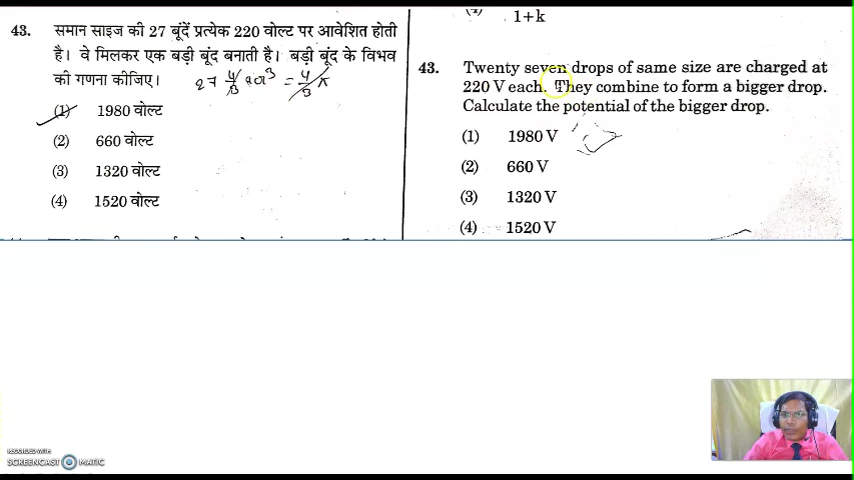 43. समान साइज की 27 बूंदें प्रत्येक 220 वोल्ट पर आवेशित होती
है। वे मिलकर एक बड़ी बूंद बनाती है। बड़ी बूंद के विभव
की गणना कीजिए।
(1) 1980 वोल्ट
(2) 660 वोल्ट
(3) 1320 वोल्ट
(4) 1520 वोल्ट
1+k
43. Twenty seven drops of same size are charged at
220 V each. They combine to form a bigger drop.
Calculate the potential of the bigger drop.
(1) 1980 V
(2) 660 V
(3) 1320 V
(4) 1520 V
RECORDED WITH
SCREENCAST MATIC